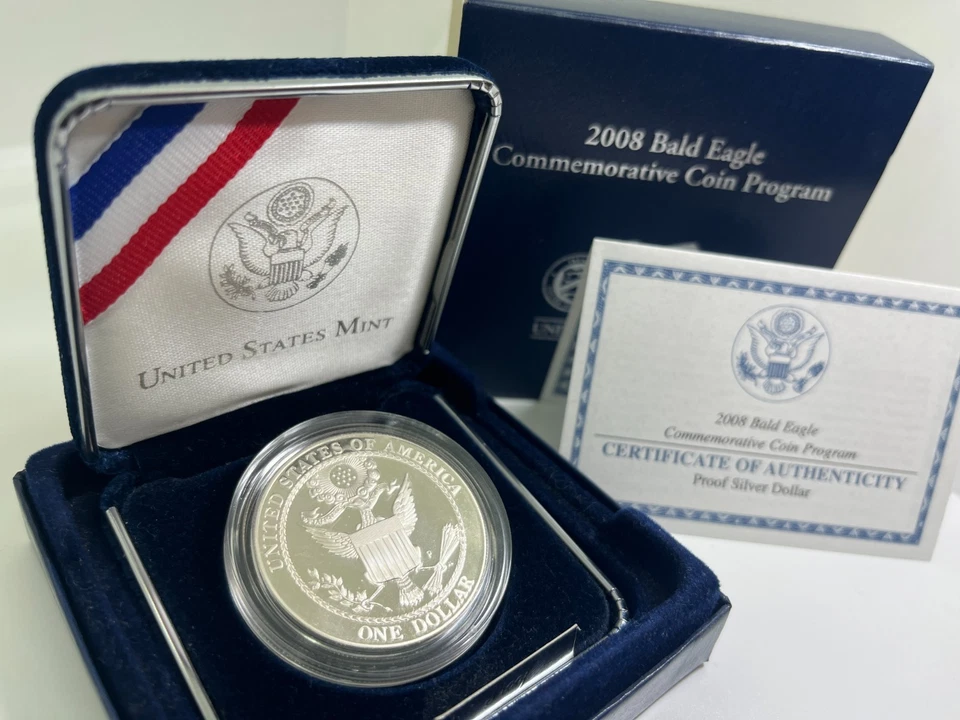 UNITED STATES MINT
2008 Bald Eagle
Commemorative Coin Program
2008 Bald Eagle
Commemorative Coin Program
CERTIFICATE OF AUTHENTICITY
Proof Silver Dollar
UNITED STATES OF AMERICA
P
ONE DOLLAR